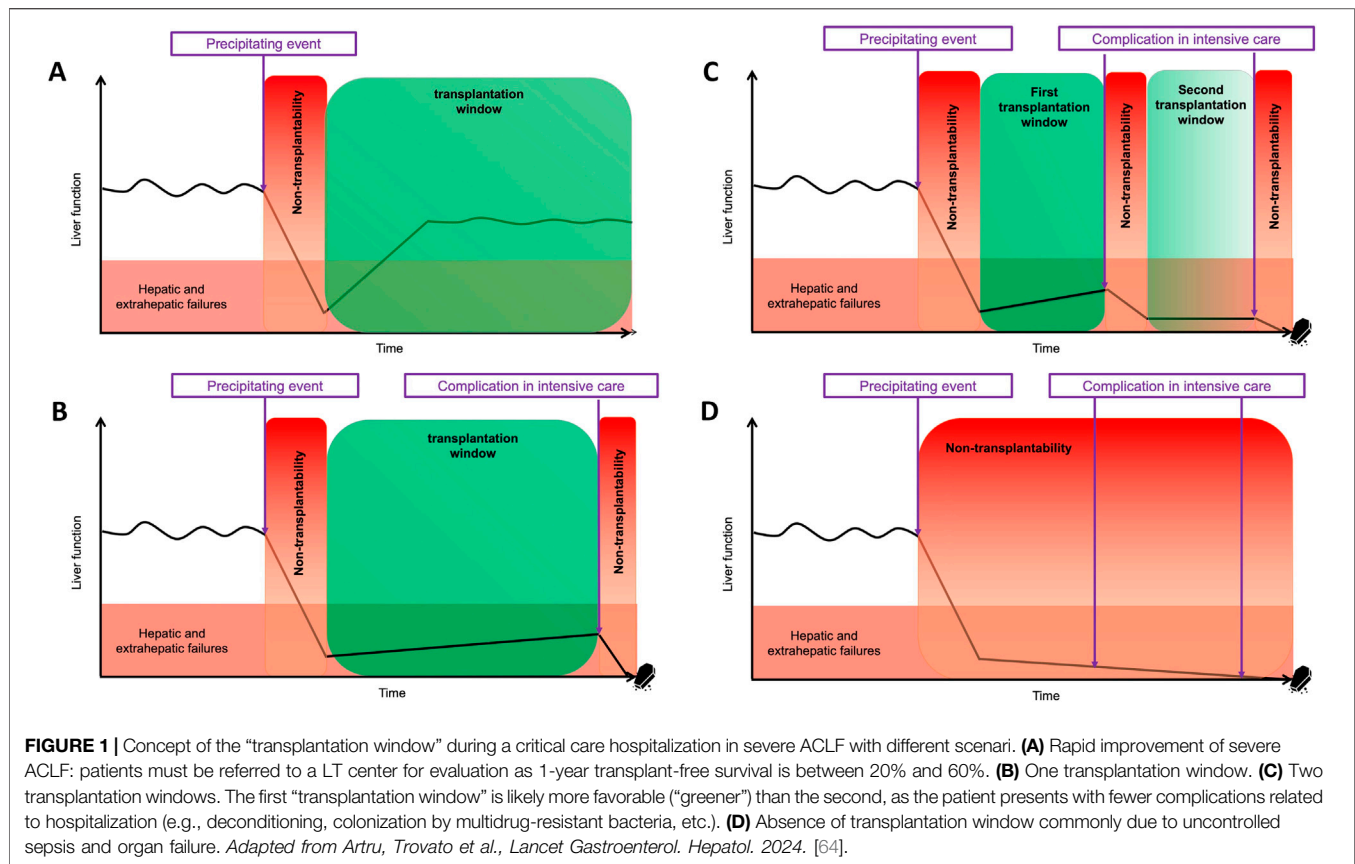 A
Precipitating event
Non-transplantability
transplantation
window
Liver function
Hepatic and
extrahepatic failures
Time
B
Precipitating event
Complication in intensive care
Non-transplantability
transplantation
window
Non-transplantability
Liver function
Hepatic and
extrahepatic failures
Time
C
Precipitating event
Complication in intensive care
Non-transplantability
First
transplantation
window
Non-transplantability
Second
transplantation
window
Non-transplantability
Liver function
Hepatic and
extrahepatic failures
Time
D
Precipitating event
Complication in intensive care
Non-transplantability
Liver function
Hepatic and
extrahepatic failures
Time
FIGURE 1 | Concept of the “transplantation window” during a critical care hospitalization in severe ACLF with different scenari. (A) Rapid improvement of severe
ACLF: patients must be referred to a LT center for evaluation as 1-year transplant-free survival is between 20% and 60%. (B) One transplantation window. (C) Two
transplantation windows. The first “transplantation window” is likely more favorable (“greener”) than the second, as the patient presents with fewer complications related
to hospitalization (e.g., deconditioning, colonization by multidrug-resistant bacteria, etc.). (D) Absence of transplantation window commonly due to uncontrolled
sepsis and organ failure. Adapted from Artru, Trovato et al., Lancet Gastroenterol. Hepatol. 2024. [64].